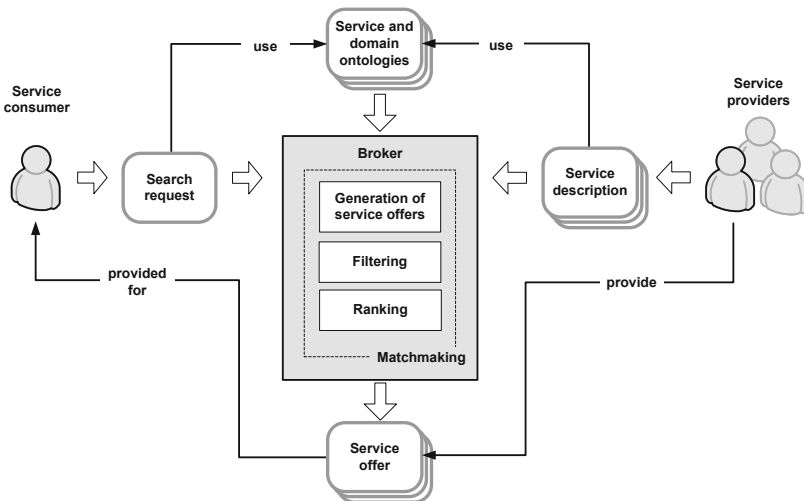 Service and
domain
ontologies
use
use
Service
consumer
Service
providers
Broker
Search
request
Service
description
Generation of
service offers
Filtering
Ranking
Matchmaking
provided
for
provide
Service
offer